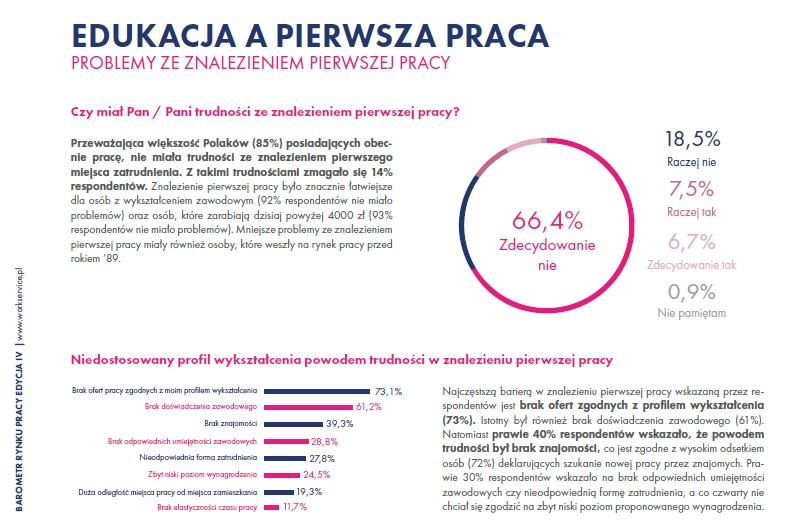 EDUKACJA A PIERWSZA PRACA
PROBLEMY ZE ZNALEZIENIEM PIERWSZEJ PRACY
Czy miał Pan / Pani trudności ze znalezieniem pierwszej pracy?
Przeważająca większość Polaków (85%) posiadających obec-
nie pracę, nie miała trudności ze znalezieniem pierwszego
miejsca zatrudnienia. Z takimi trudnościami zmagało się 14%
respondentów. Znalezienie pierwszej pracy było znacznie łatwiejsze
dla osób z wykształceniem zawodowym (92% respondentów nie miało
problemów) oraz osób, które zarabiają dzisiaj powyżej 4000 zł (93%
respondentów nie miało problemów). Mniejsze problemy ze znalezieniem
pierwszej pracy miały również osoby, które weszły na rynek pracy przed
rokiem ‘89.
66,4%
Zdecydowanie
nie
18,5%
Raczej nie
7,5%
Raczej tak
6,7%
Zdecydowanie tak
0,9%
Nie pamiętam
Niedostosowany profil wykształcenia powodem trudności w znalezieniu pierwszej pracy
Brak ofert pracy zgodnych z moim profilem wykształcenia 73,1%
Brak doświadczenia zawodowego 61,2%
Brak znajomości 39,3%
Brak odpowiednich umiejętności zawodowych 28,8%
Nieodpowiednia forma zatrudnienia 27,8%
Zbyt niski poziom wynagrodzenia 24,5%
Duża odległość miejsca pracy od miejsca zamieszkania 19,3%
Brak elastyczności czasu pracy 11,7%
Najczęstszą barierą w znalezieniu pierwszej pracy wskazaną przez re-
spondentów jest brak ofert zgodnych z profilem wykształcenia
(73%). Istotny był również brak doświadczenia zawodowego (61%).
Natomiast prawie 40% respondentów wskazało, że powodem
trudności był brak znajomości, co jest zgodne z wysokim odsetkiem
osób (72%) deklarujących szukanie nowej pracy przez znajomych. Pra-
wie 30% respondentów wskazało na brak odpowiednich umiejętności
zawodowych czy nieodpowiednią formę zatrudnienia, a co czwarty nie
chciał się zgodzić na zbyt niski poziom proponowanego wynagrodzenia.
BAROMETR RYNKU PRACY EDYCJA IV | www.workservice.pl